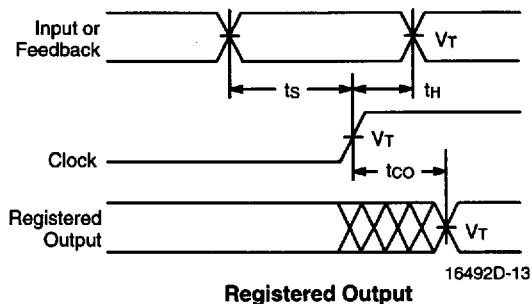 Input or
Feedback
VT
tS
tH
Clock
VT
tCO
Registered
Output
VT
16492D-13
Registered Output